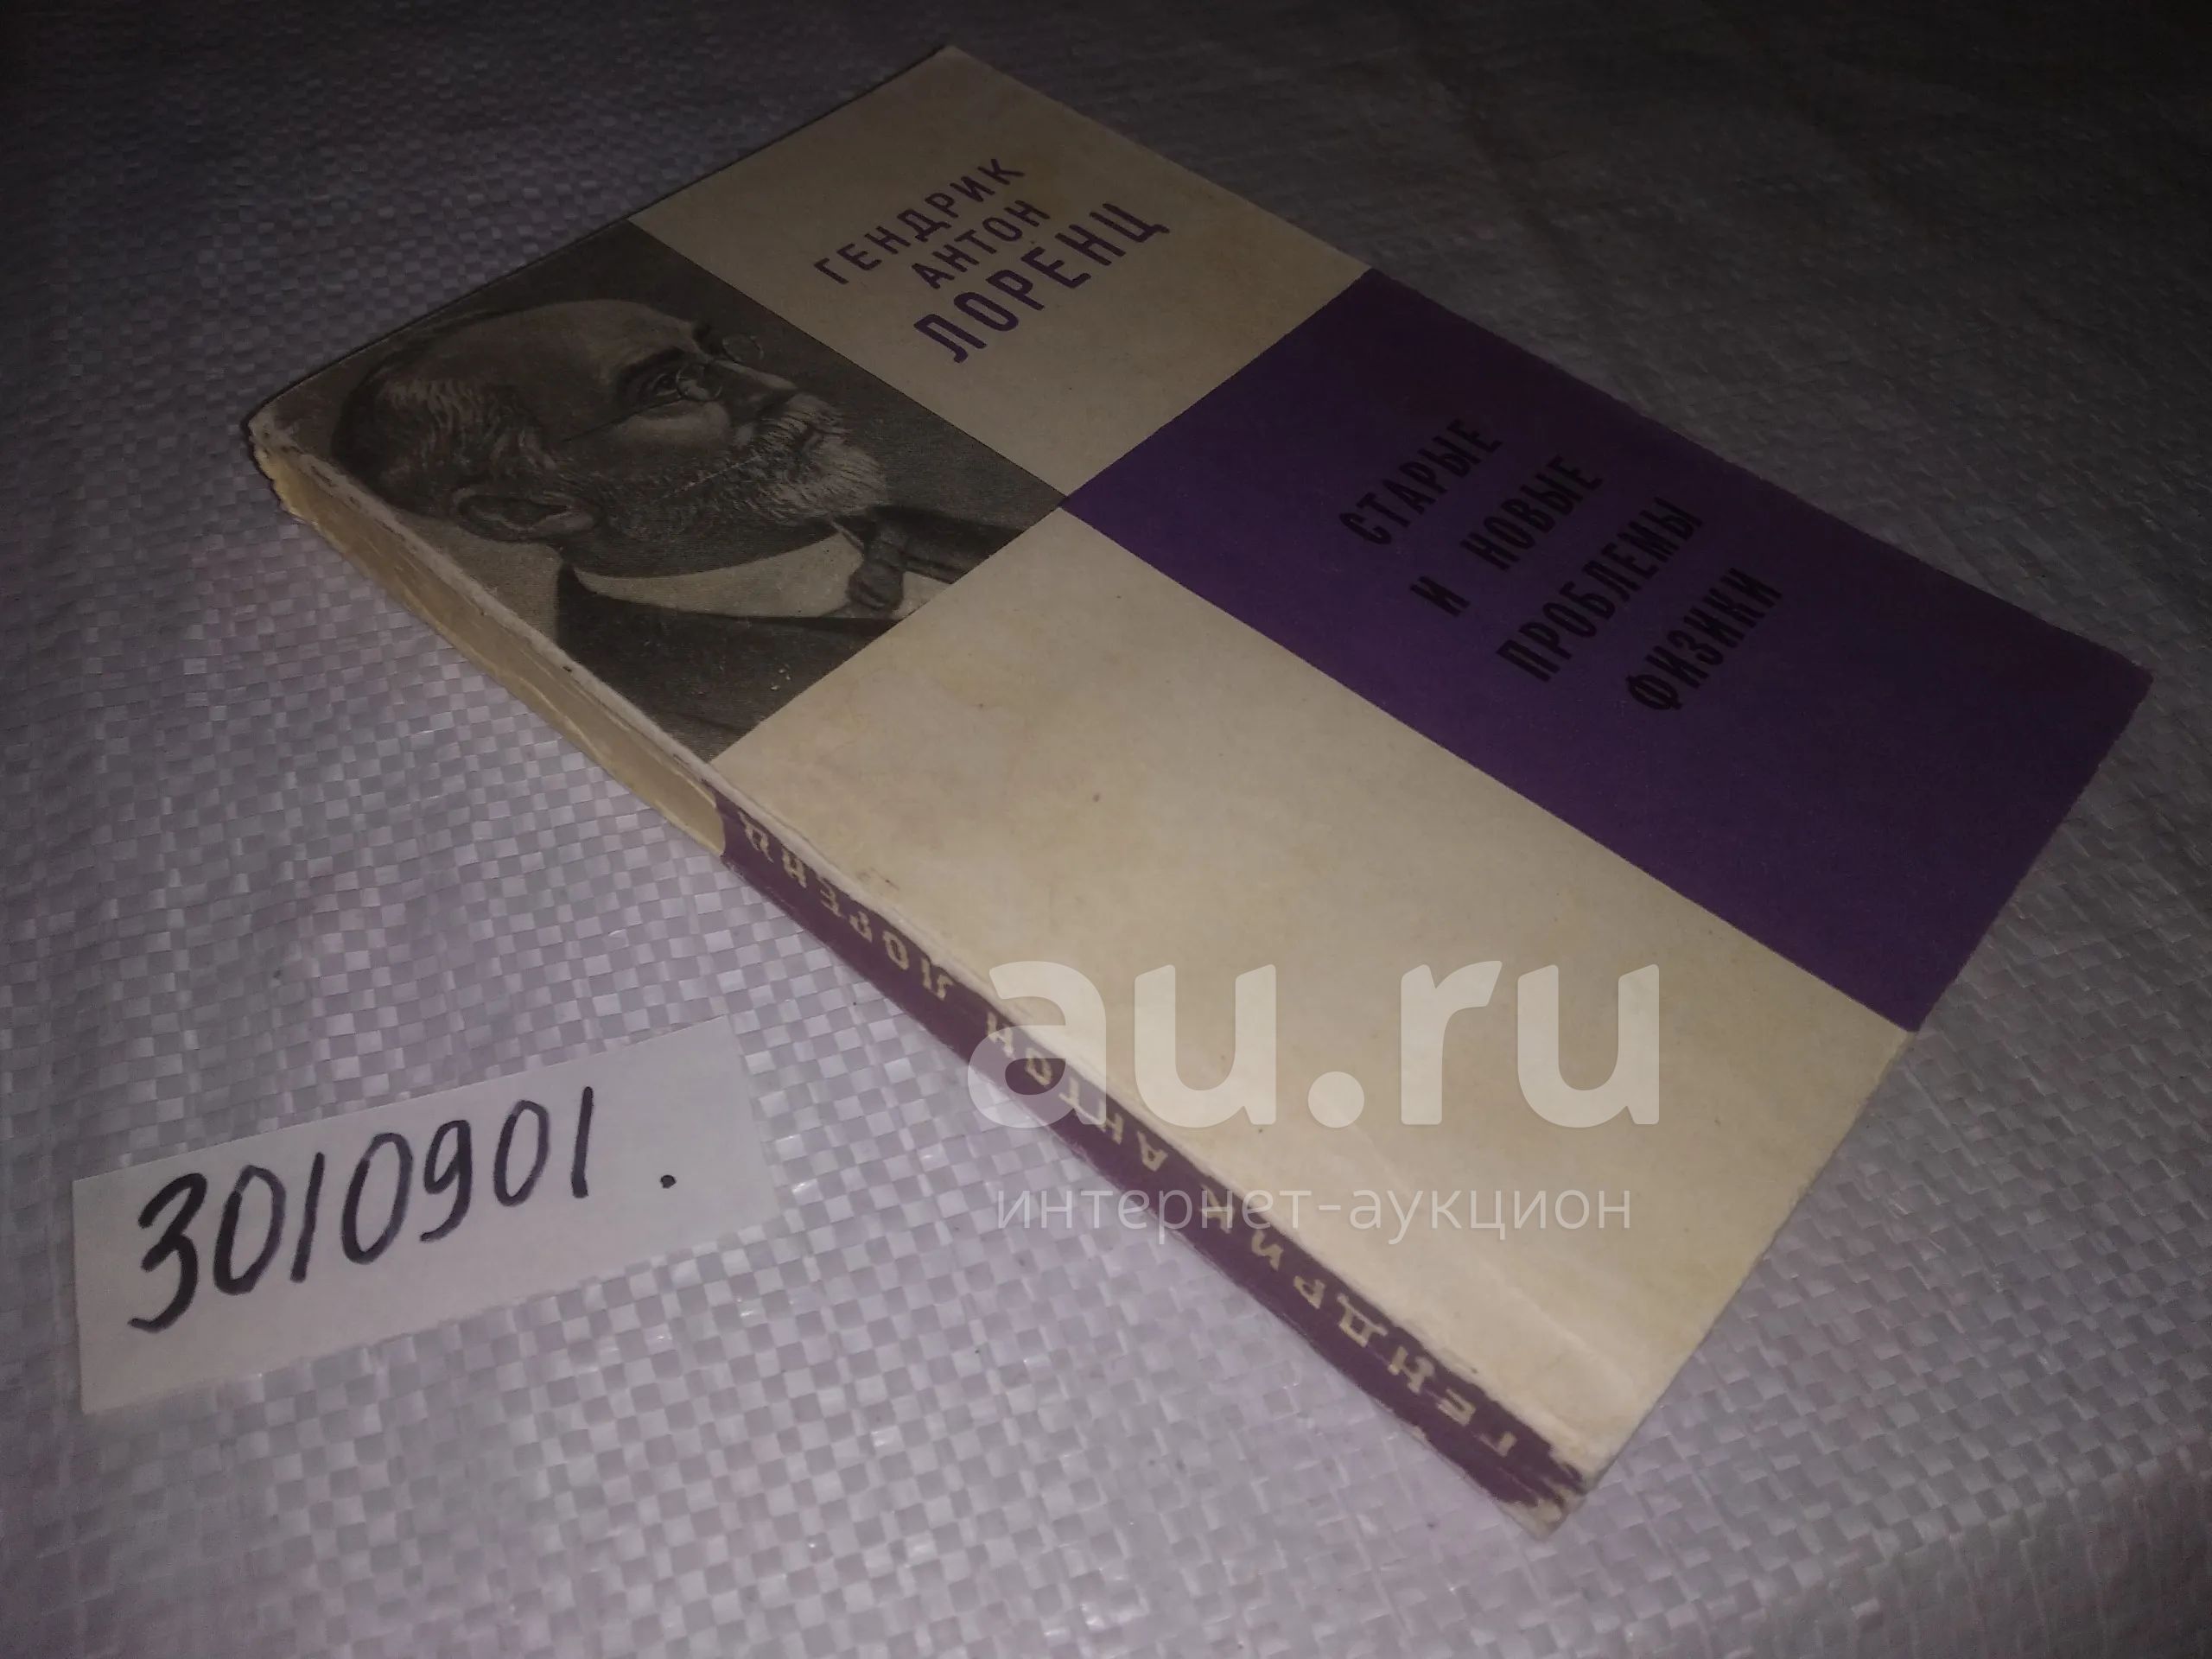 ГЕНДРИК
АНТОН
ЛОРЕНЦ
СТАРЫЕ
И НОВЫЕ
ПРОБЛЕМЫ
ФИЗИКИ
ГЕНДРИК АНТОН ЛОРЕНЦ
3010901.
au.ru
интернет-аукцион